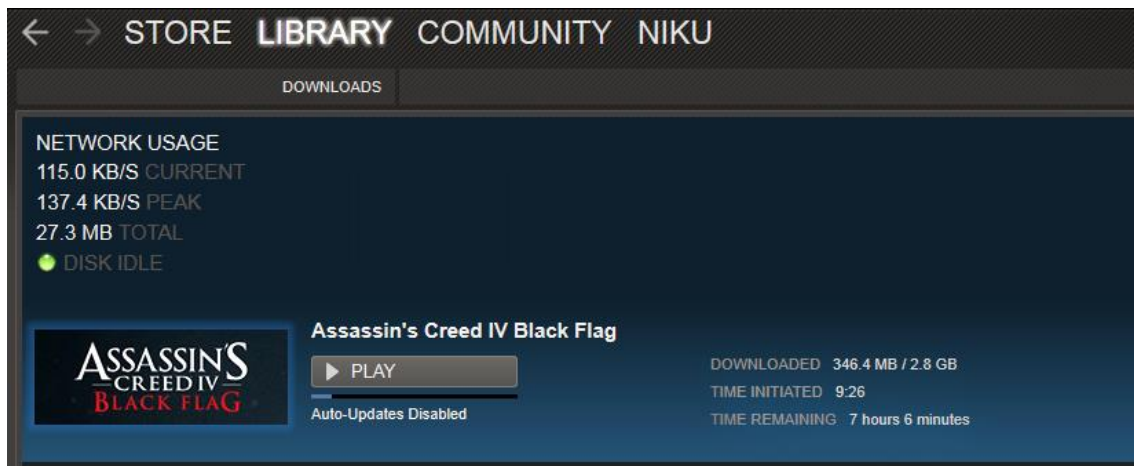 STORE LIBRARY COMMUNITY NIKU
DOWNLOADS
NETWORK USAGE
115.0 KB/S CURRENT
137.4 KB/S PEAK
27.3 MB TOTAL
DISK IDLE
ASSASSIN'S
CREED IV
BLACK FLAG
Assassin's Creed IV Black Flag
PLAY
Auto-Updates Disabled
DOWNLOADED 346.4 MB / 2.8 GB
TIME INITIATED 9:26
TIME REMAINING 7 hours 6 minutes